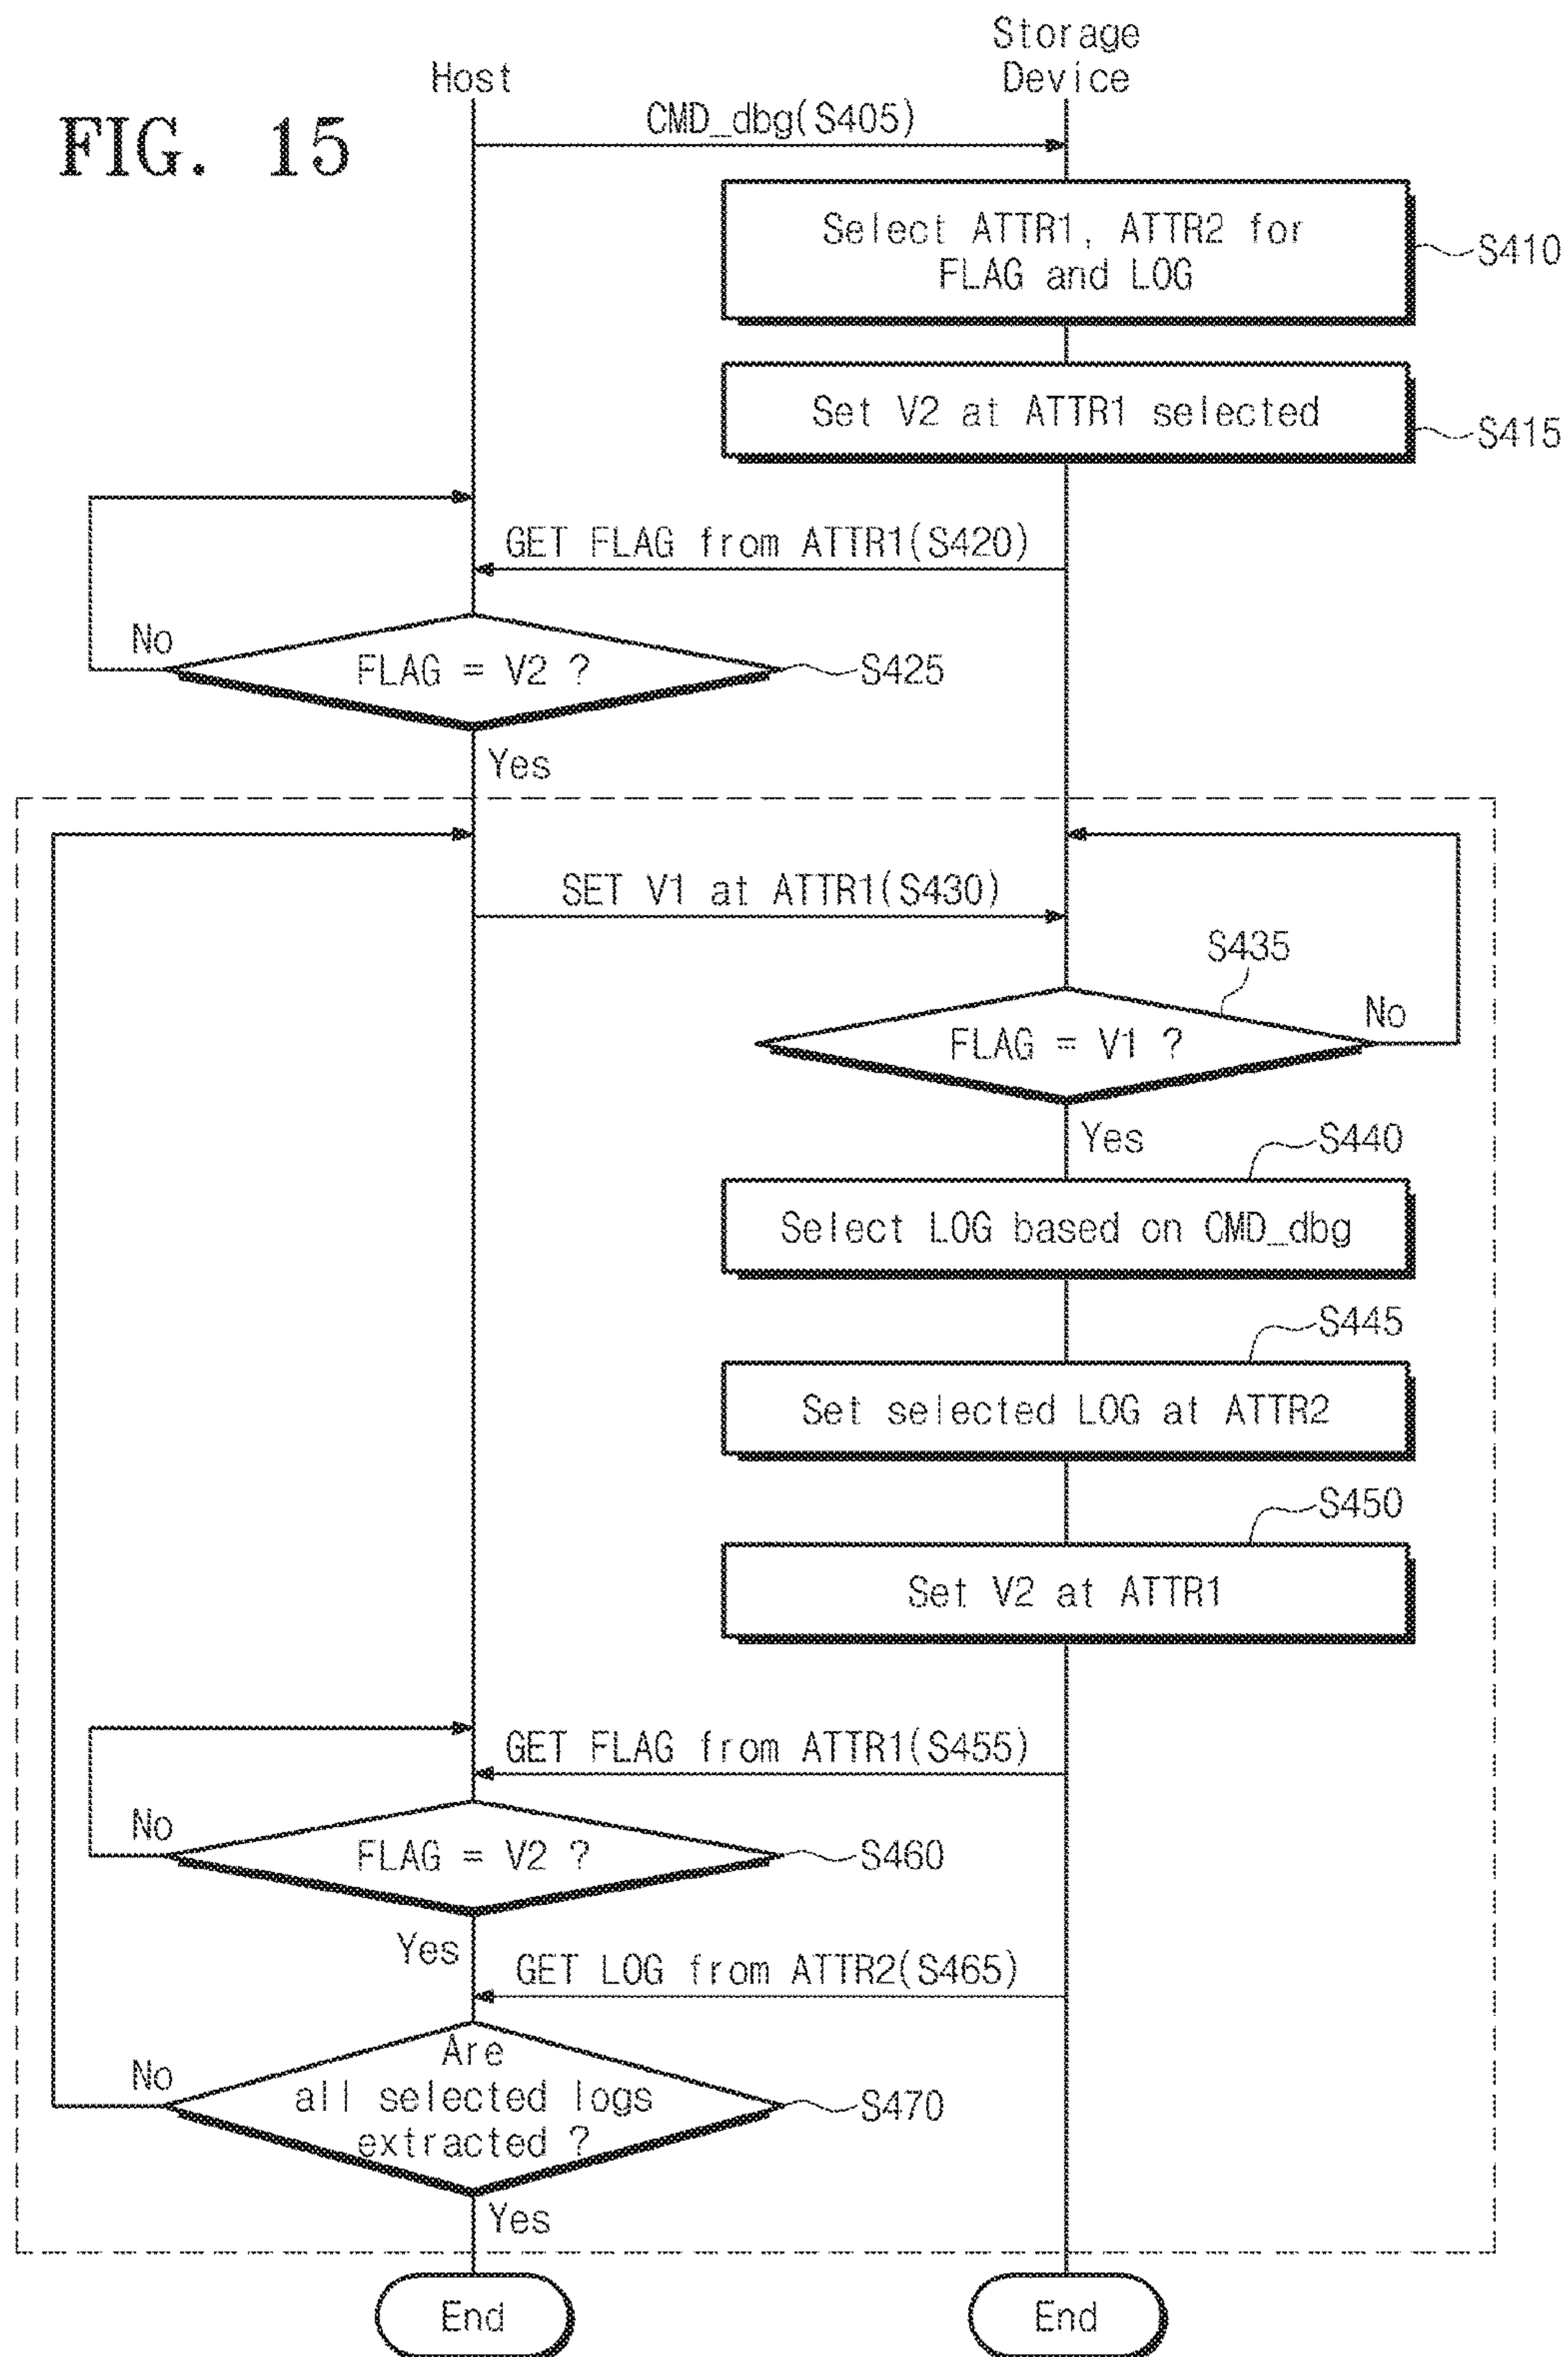 FIG. 15
Host
Storage
Device
CMD_dbg(S405)
Select ATTR1, ATTR2 for
FLAG and LOG
S410
Set V2 at ATTR1 selected
S415
GET FLAG from ATTR1(S420)
No
FLAG = V2 ?
S425
Yes
SET V1 at ATTR1(S430)
S435
FLAG = V1 ?
No
Yes
S440
Select LOG based on CMD_dbg
S445
Set selected LOG at ATTR2
S450
Set V2 at ATTR1
GET FLAG from ATTR1(S455)
No
FLAG = V2 ?
S460
Yes
GET LOG from ATTR2(S465)
No
Are
all selected logs
extracted ?
S470
Yes
End
End